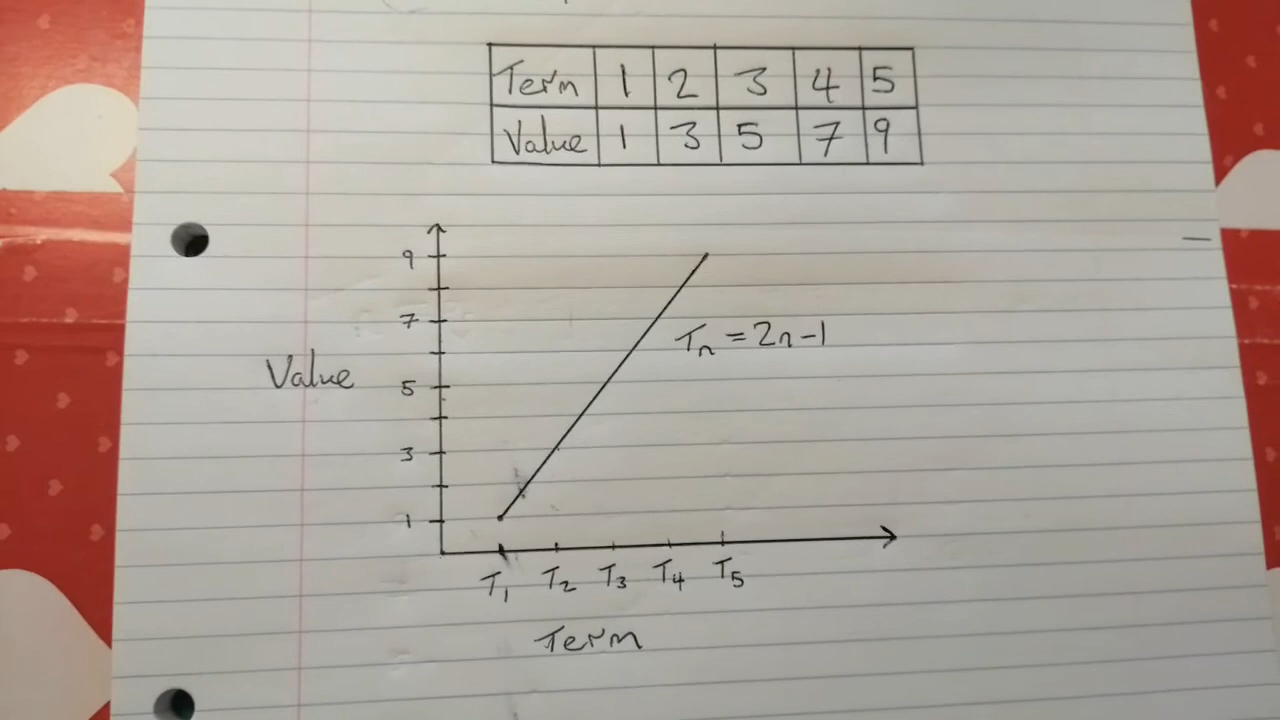 Term 1 2 3 4 5
Value 1 3 5 7 9
9
7
Tₙ = 2n-1
Value
5
3
1
T₁ T₂ T₃ T₄ T₅
Term